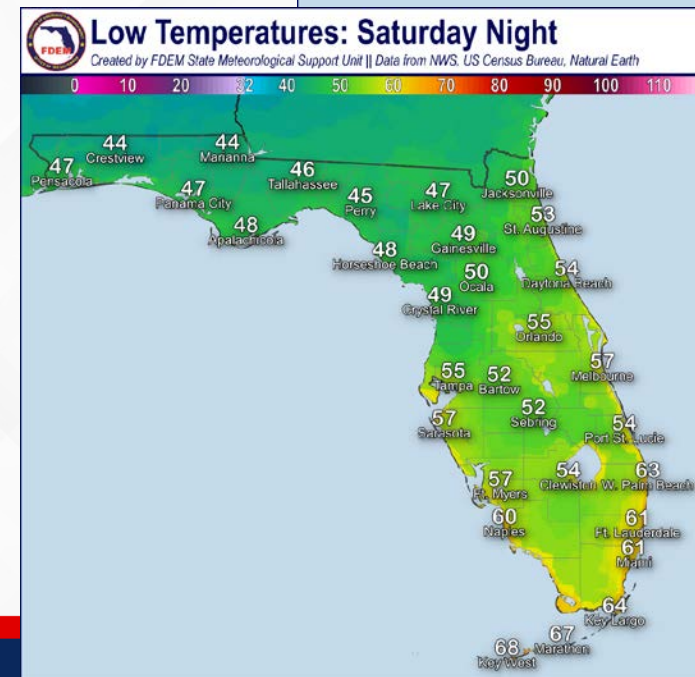 FDEM
Low Temperatures: Saturday Night
Created by FDEM State Meteorological Support Unit || Data from NWS, US Census Bureau, Natural Earth
0 10 20 32 40 50 60 70 80 90 100 110
44
Crestview
44
Marianna
47
Pensacola
46
Tallahassee
47
Panama City
45
Perry
47
Lake City
50
Jacksonville
48
Apalachicola
53
St. Augustine
49
Gainesville
48
Horseshoe Beach
50
Ocala
54
Daytona Beach
49
Crystal River
55
Orlando
55
Tampa
52
Bartow
57
Melbourne
57
Sarasota
52
Sebring
54
Port St. Lucie
57
Ft. Myers
54
Clewiston
63
W. Palm Beach
60
Naples
61
Ft. Lauderdale
61
Miami
64
Key Largo
67
Marathon
68
Key West